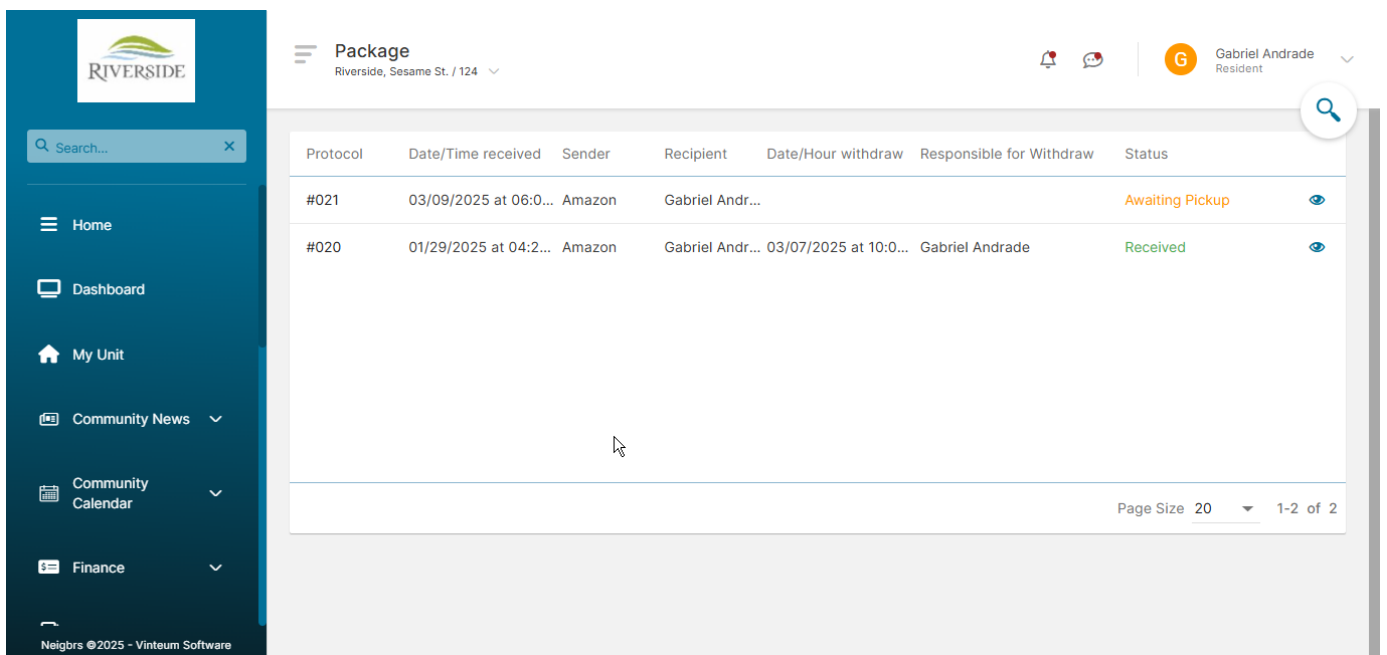 RIVERSIDE
Search...
Home
Dashboard
My Unit
Community News
Community
Calendar
Finance
Neigbrs ©2025 - Vinteum Software
Package
Riverside, Sesame St. / 124
G
Gabriel Andrade
Resident
Protocol Date/Time received Sender Recipient Date/Hour withdraw Responsible for Withdraw Status
#021 03/09/2025 at 06:0... Amazon Gabriel Andr... Awaiting Pickup
#020 01/29/2025 at 04:2... Amazon Gabriel Andr... 03/07/2025 at 10:0... Gabriel Andrade Received
Page Size 20 1-2 of 2